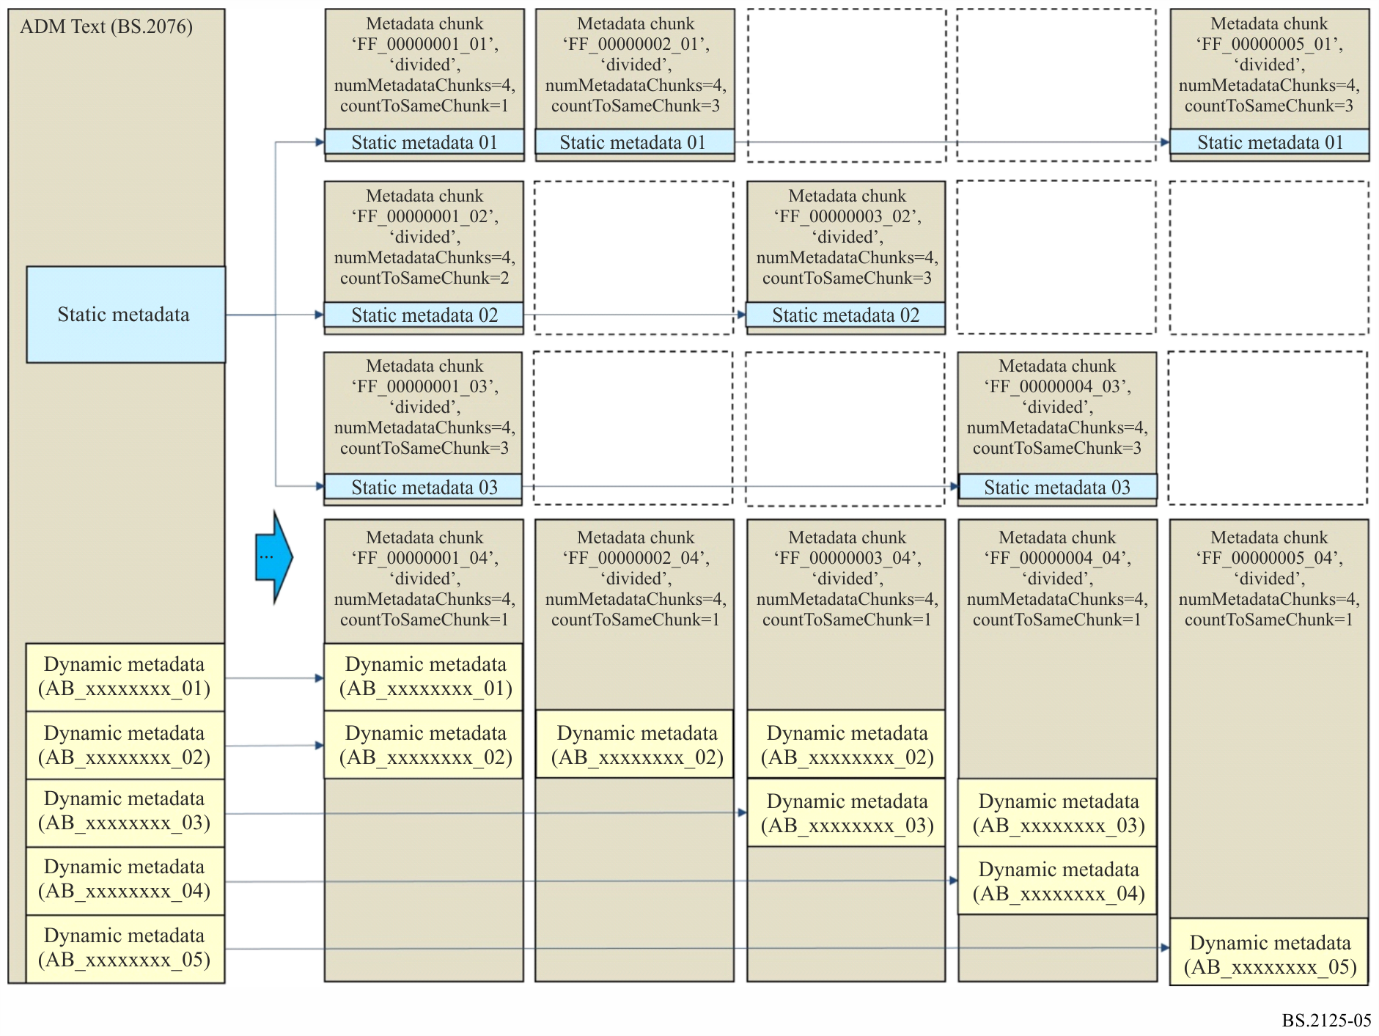 ADM Text (BS.2076)
Static metadata
Dynamic metadata
(AB_xxxxxxxx_01)
Dynamic metadata
(AB_xxxxxxxx_02)
Dynamic metadata
(AB_xxxxxxxx_03)
Dynamic metadata
(AB_xxxxxxxx_04)
Dynamic metadata
(AB_xxxxxxxx_05)
...
Metadata chunk
‘FF_00000001_01’,
‘divided’,
numMetadataChunks=4,
countToSameChunk=1
Static metadata 01
Metadata chunk
‘FF_00000002_01’,
‘divided’,
numMetadataChunks=4,
countToSameChunk=3
Static metadata 01
Metadata chunk
‘FF_00000005_01’,
‘divided’,
numMetadataChunks=4,
countToSameChunk=3
Static metadata 01
Metadata chunk
‘FF_00000001_02’,
‘divided’,
numMetadataChunks=4,
countToSameChunk=2
Static metadata 02
Metadata chunk
‘FF_00000003_02’,
‘divided’,
numMetadataChunks=4,
countToSameChunk=3
Static metadata 02
Metadata chunk
‘FF_00000001_03’,
‘divided’,
numMetadataChunks=4,
countToSameChunk=3
Static metadata 03
Metadata chunk
‘FF_00000004_03’,
‘divided’,
numMetadataChunks=4,
countToSameChunk=3
Static metadata 03
Metadata chunk
‘FF_00000001_04’,
‘divided’,
numMetadataChunks=4,
countToSameChunk=1
Dynamic metadata
(AB_xxxxxxxx_01)
Dynamic metadata
(AB_xxxxxxxx_02)
Metadata chunk
‘FF_00000002_04’,
‘divided’,
numMetadataChunks=4,
countToSameChunk=1
Dynamic metadata
(AB_xxxxxxxx_02)
Metadata chunk
‘FF_00000003_04’,
‘divided’,
numMetadataChunks=4,
countToSameChunk=1
Dynamic metadata
(AB_xxxxxxxx_02)
Dynamic metadata
(AB_xxxxxxxx_03)
Metadata chunk
‘FF_00000004_04’,
‘divided’,
numMetadataChunks=4,
countToSameChunk=1
Dynamic metadata
(AB_xxxxxxxx_03)
Dynamic metadata
(AB_xxxxxxxx_04)
Metadata chunk
‘FF_00000005_04’,
‘divided’,
numMetadataChunks=4,
countToSameChunk=1
Dynamic metadata
(AB_xxxxxxxx_05)
BS.2125-05